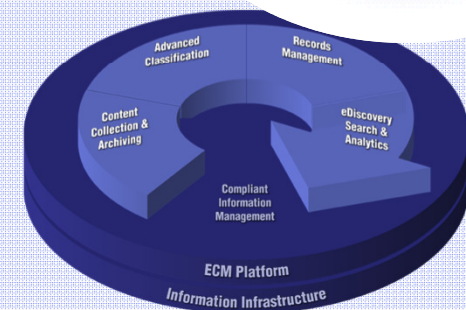 Advanced
Classification
Records
Management
Content
Collection &
Archiving
eDiscovery
Search &
Analytics
Compliant
Information
Management
ECM Platform
Information Infrastructure